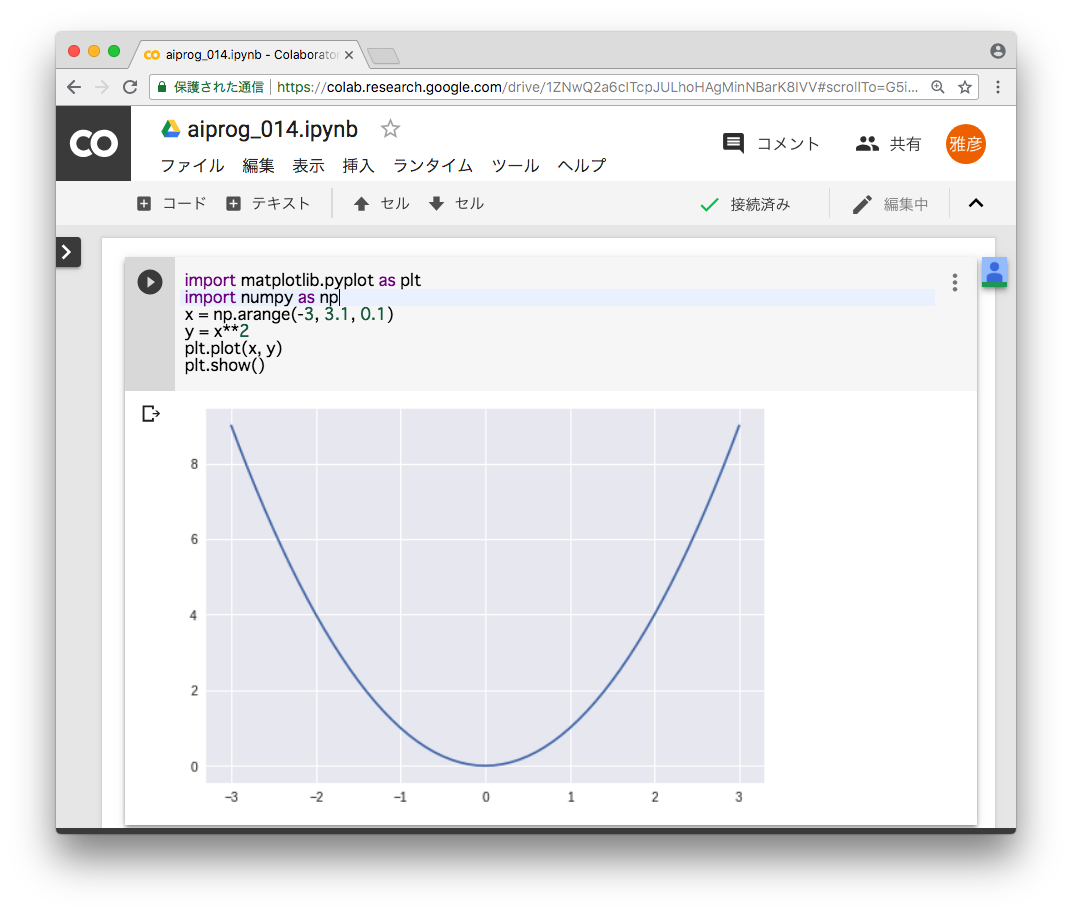 aiprog_014.ipynb - Colaborato
保護された通信 https://colab.research.google.com/drive/1ZNwQ2a6cITcpJULhoHAgMinNBarK8IVV#scrollTo=G5i...
CO aiprog_014.ipynb コメント 共有 雅彦
ファイル 編集 表示 挿入 ランタイム ツール ヘルプ
コード テキスト セル セル 接続済み 編集中
import matplotlib.pyplot as plt
import numpy as np
x = np.arange(-3, 3.1, 0.1)
y = x**2
plt.plot(x, y)
plt.show()
8
6
4
2
0
−3 −2 −1 0 1 2 3